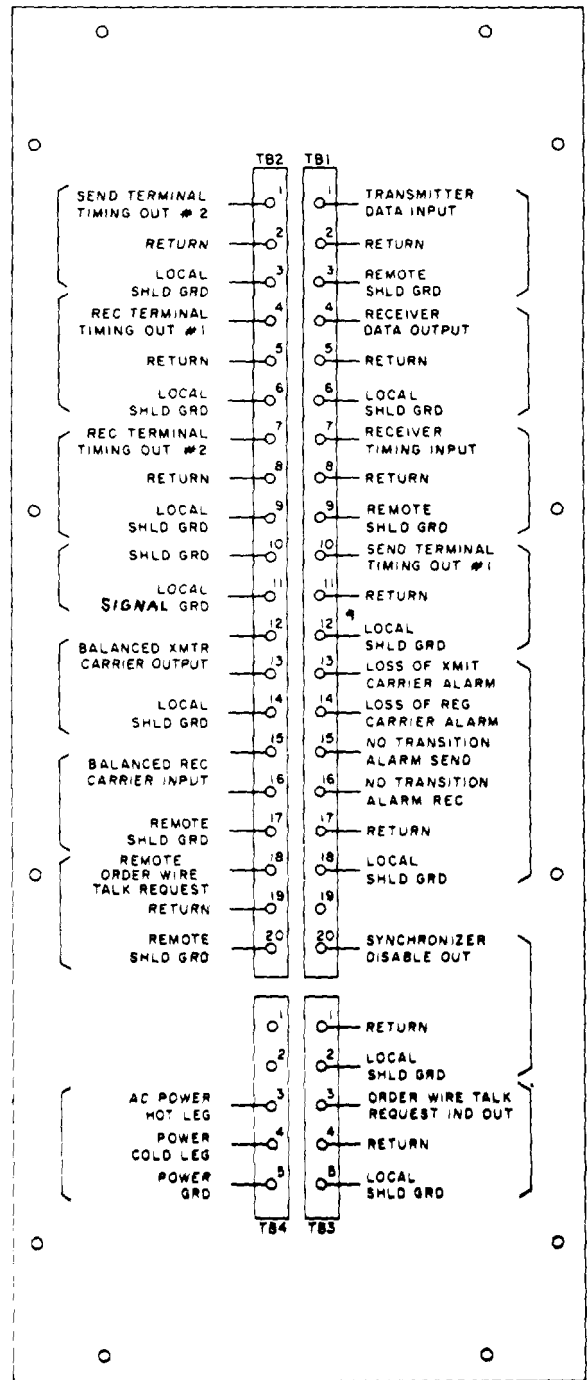 TB2 TB1
SEND TERMINAL
TIMING OUT #2
1
1
TRANSMITTER
DATA INPUT
RETURN
2
2
RETURN
LOCAL
SHLD GRD
3
3
REMOTE
SHLD GRD
REC TERMINAL
TIMING OUT #1
4
4
RECEIVER
DATA OUTPUT
RETURN
5
5
RETURN
LOCAL
SHLD GRD
6
6
LOCAL
SHLD GRD
REC TERMINAL
TIMING OUT #2
7
7
RECEIVER
TIMING INPUT
RETURN
8
8
RETURN
LOCAL
SHLD GRD
9
9
REMOTE
SHLD GRD
SHLD GRD
10
10
SEND TERMINAL
TIMING OUT #1
LOCAL
SIGNAL GRD
11
11
RETURN
BALANCED XMTR
CARRIER OUTPUT
12
12
LOCAL
SHLD GRD
13
13
LOSS OF XMIT
CARRIER ALARM
LOCAL
SHLD GRD
14
14
LOSS OF REG
CARRIER ALARM
BALANCED REC
CARRIER INPUT
15
15
NO TRANSITION
ALARM SEND
16
16
NO TRANSITION
ALARM REC
REMOTE
SHLD GRD
17
17
RETURN
REMOTE
ORDER WIRE
TALK REQUEST
18
18
LOCAL
SHLD GRD
RETURN
19
19
REMOTE
SHLD GRD
20
20
SYNCHRONIZER
DISABLE OUT
1
1
RETURN
2
2
LOCAL
SHLD GRD
AC POWER
HOT LEG
3
3
ORDER WIRE TALK
REQUEST IND OUT
POWER
COLD LEG
4
4
RETURN
POWER
GRD
5
5
LOCAL
SHLD GRD
TB4 TB3